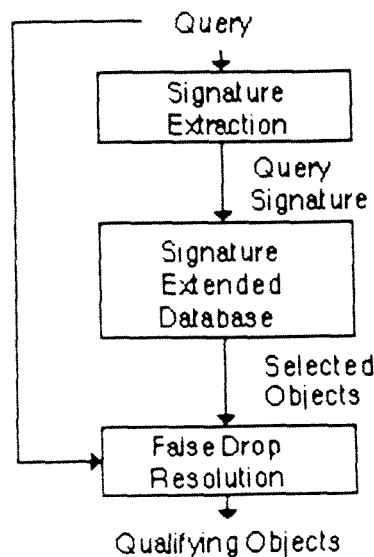 Query
Signature
Extraction
Query
Signature
Signature
Extended
Database
Selected
Objects
False Drop
Resolution
Qualifying Objects